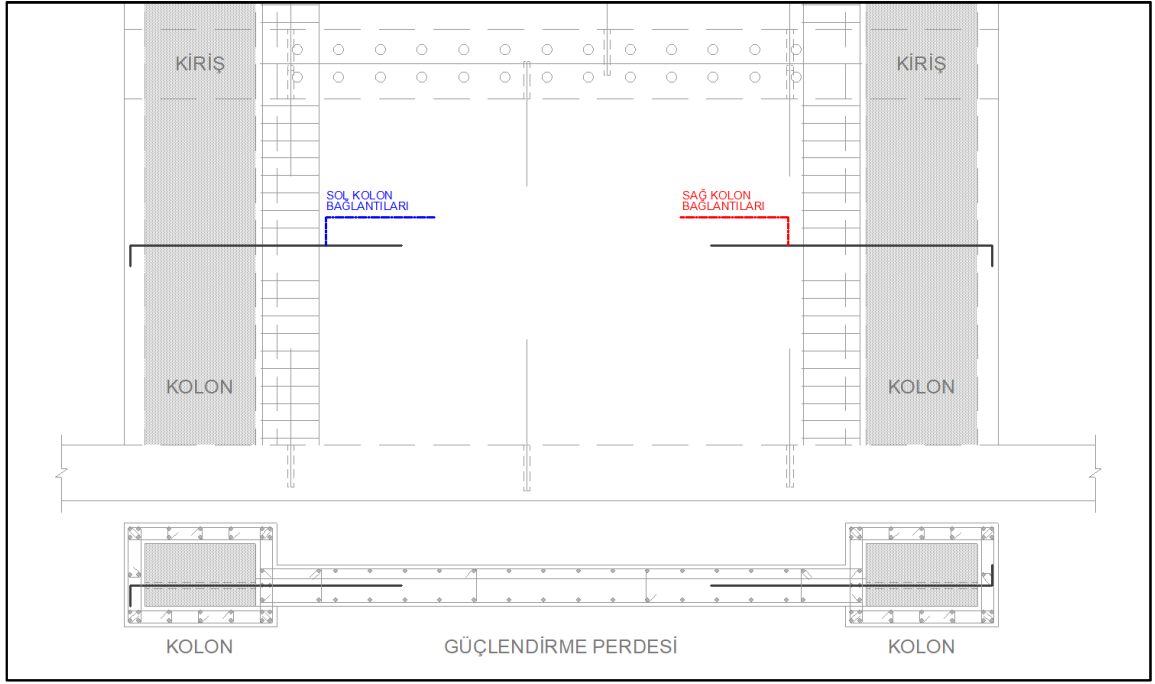 KİRİŞ
KİRİŞ
SOL KOLON
BAĞLANTILARI
SAĞ KOLON
BAĞLANTILARI
KOLON
KOLON
KOLON
GÜÇLENDİRME PERDESİ
KOLON